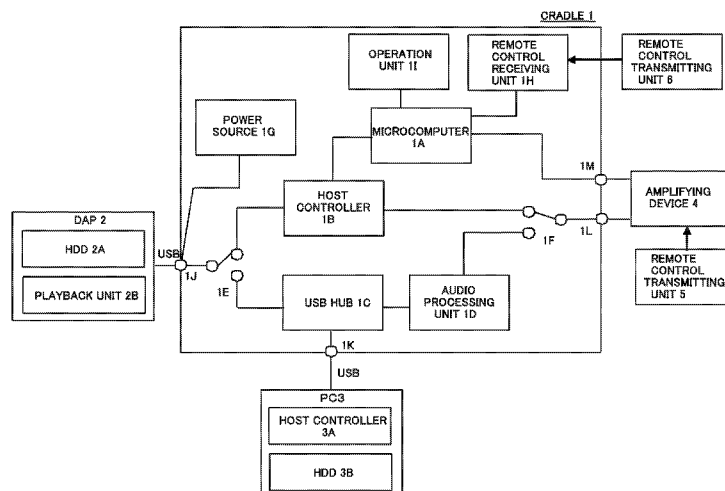 CRADLE 1
OPERATION
UNIT 1I
REMOTE
CONTROL
RECEIVING
UNIT 1H
REMOTE
CONTROL
TRANSMITTING
UNIT 6
POWER
SOURCE 1G
MICROCOMPUTER
1A
1M
HOST
CONTROLLER
1B
AMPLIFYING
DEVICE 4
DAP 2
HDD 2A
PLAYBACK UNIT 2B
USB
1J
1E
1F
1L
USB HUB 1C
AUDIO
PROCESSING
UNIT 1D
REMOTE
CONTROL
TRANSMITTING
UNIT 5
1K
USB
PC3
HOST CONTROLLER
3A
HDD 3B